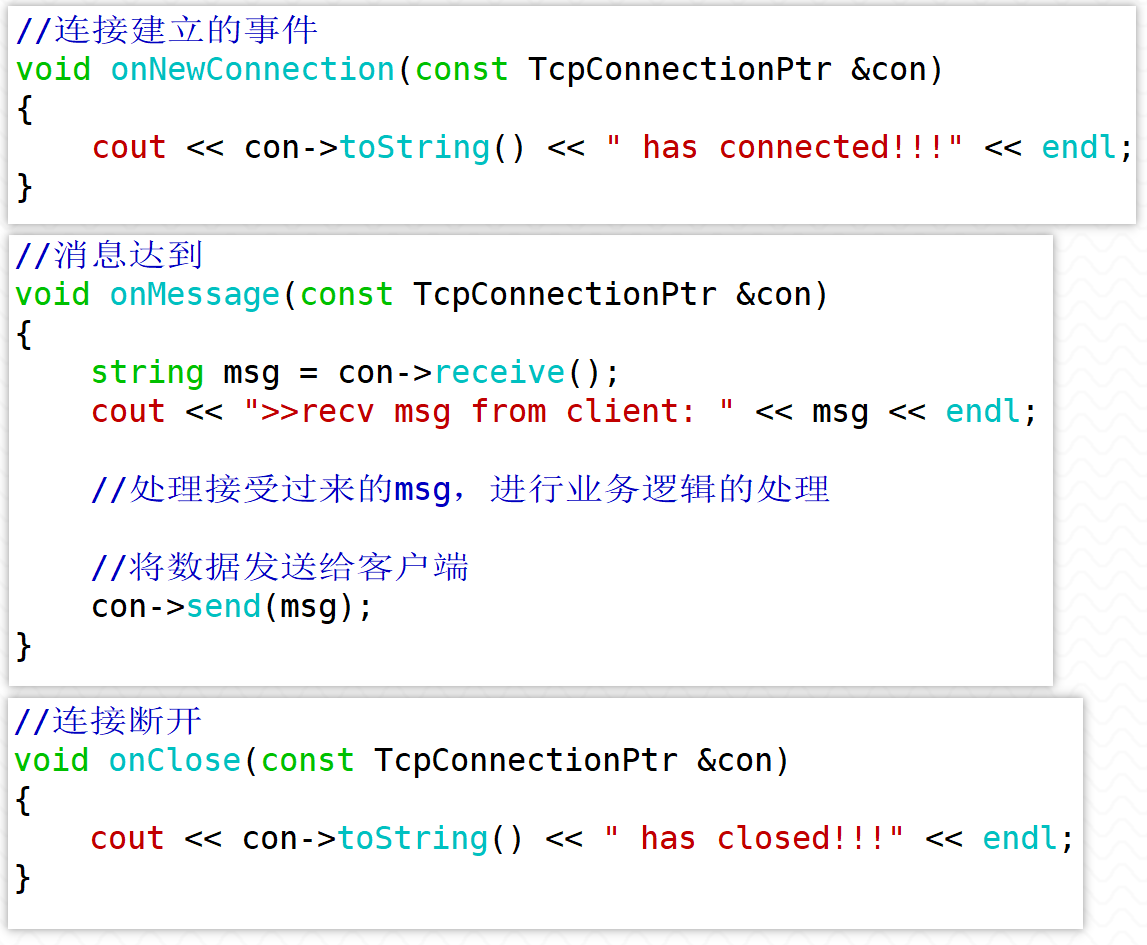 //连接建立的事件
void onNewConnection(const TcpConnectionPtr &con)
{
    cout << con->toString() << " has connected!!!" << endl;
}
//消息达到
void onMessage(const TcpConnectionPtr &con)
{
    string msg = con->receive();
    cout << ">>recv msg from client: " << msg << endl;
    //处理接受过来的msg，进行业务逻辑的处理
    //将数据发送给客户端
    con->send(msg);
}
//连接断开
void onClose(const TcpConnectionPtr &con)
{
    cout << con->toString() << " has closed!!!" << endl;
}